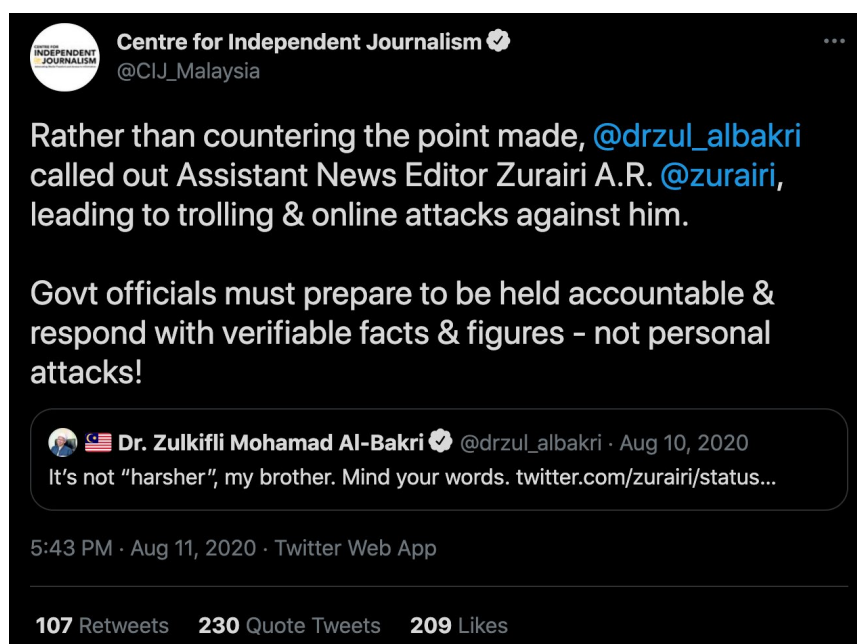 CENTRE FOR
INDEPENDENT
JOURNALISM
Centre for Independent Journalism
@CIJ_Malaysia
Rather than countering the point made, @drzul_albakri
called out Assistant News Editor Zurairi A.R. @zurairi,
leading to trolling & online attacks against him.
Govt officials must prepare to be held accountable &
respond with verifiable facts & figures - not personal
attacks!
Dr. Zulkifli Mohamad Al-Bakri @drzul_albakri · Aug 10, 2020
It's not “harsher”, my brother. Mind your words. twitter.com/zurairi/status...
5:43 PM · Aug 11, 2020 · Twitter Web App
107 Retweets 230 Quote Tweets 209 Likes